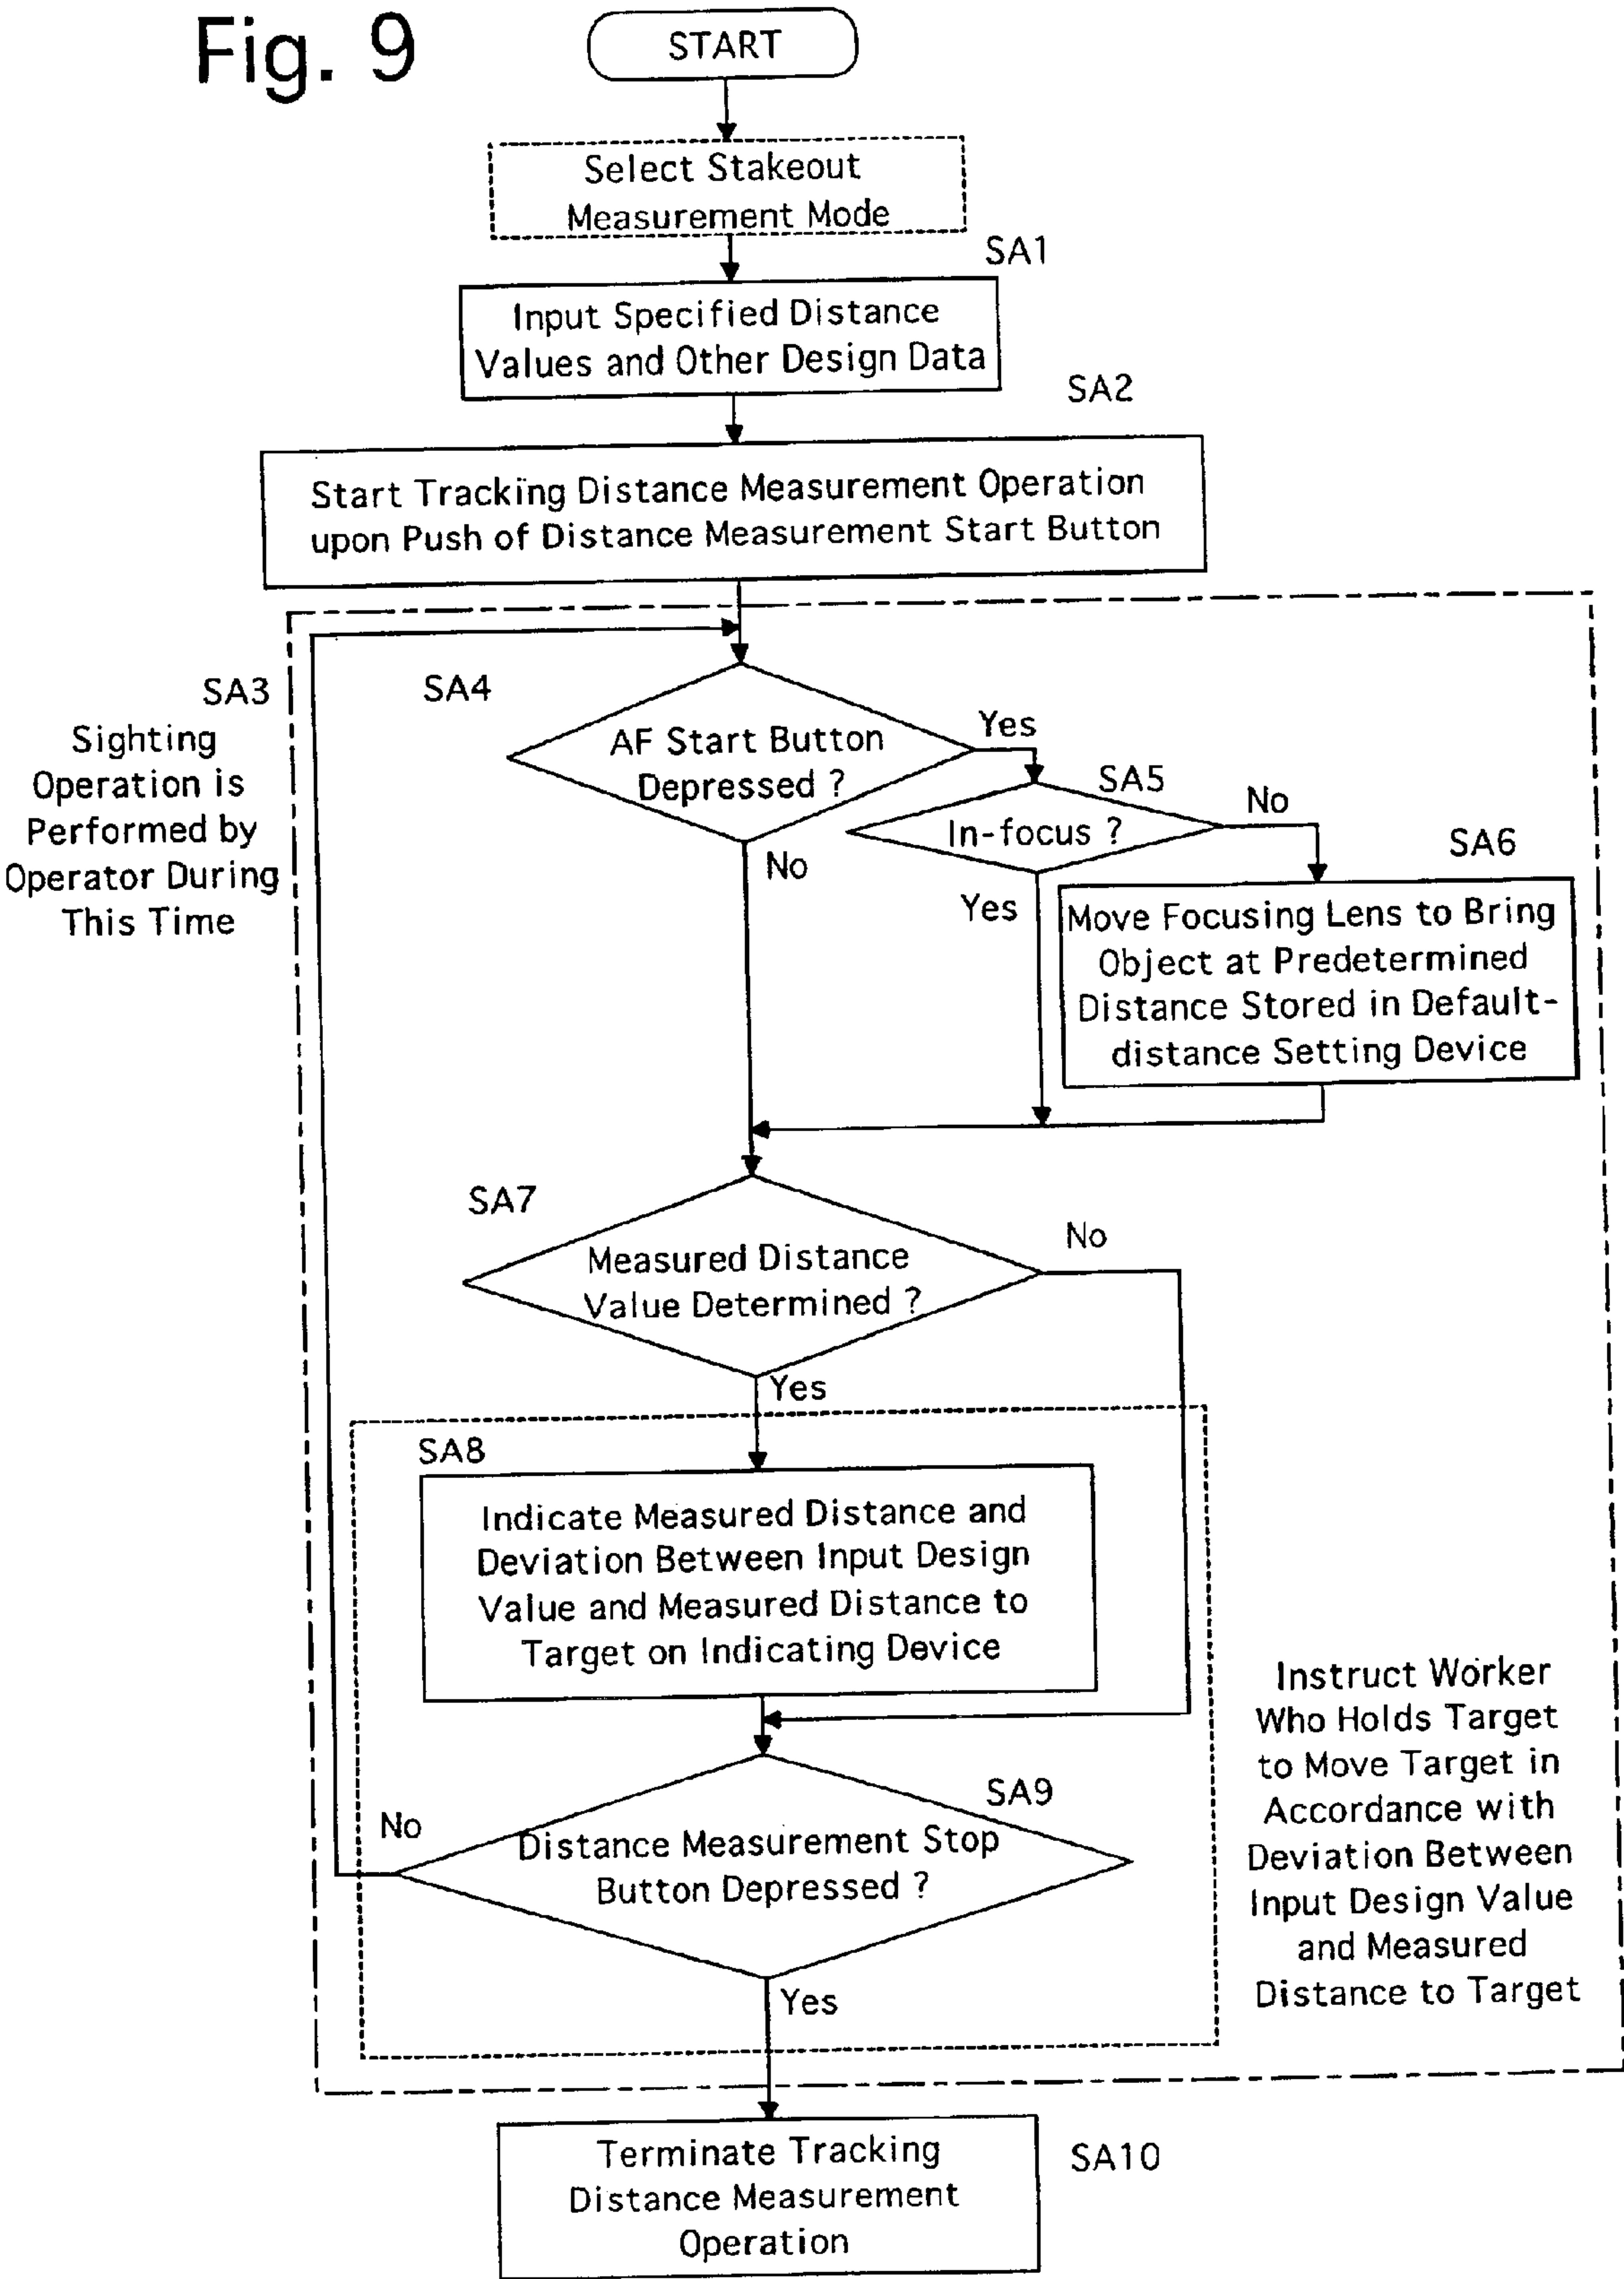 Fig. 9
START
Select Stakeout
Measurement Mode
SA1
Input Specified Distance
Values and Other Design Data
SA2
Start Tracking Distance Measurement Operation
upon Push of Distance Measurement Start Button
SA3
Sighting
Operation is
Performed by
Operator During
This Time
SA4
AF Start Button
Depressed ?
Yes
No
SA5
In-focus ?
No
Yes
SA6
Move Focusing Lens to Bring
Object at Predetermined
Distance Stored in Default-
distance Setting Device
SA7
Measured Distance
Value Determined ?
No
Yes
SA8
Indicate Measured Distance and
Deviation Between Input Design
Value and Measured Distance to
Target on Indicating Device
Instruct Worker
Who Holds Target
to Move Target in
Accordance with
Deviation Between
Input Design Value
and Measured
Distance to Target
SA9
No
Distance Measurement Stop
Button Depressed ?
Yes
Terminate Tracking
Distance Measurement
Operation
SA10